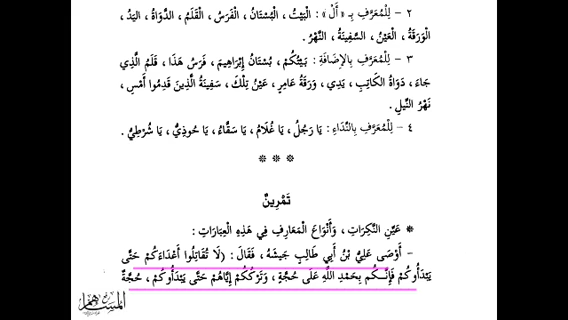 ٢ - لِلْمُعَرَّفِ بِـ « أَلْ » : الْبَيْتُ ، الْبُسْتَانُ ، الْفَرَسُ ، الْقَلَمُ ، الدَّوَاةُ ، الْيَدُ ،
الْوَرَقَةُ ، الْعَيْنُ ، السَّفِينَةُ ، النَّهْرُ .
٣ - لِلْمُعَرَّفِ بِالإِضَافَةِ : بَيْتُكُمْ ، بُسْتَانُ إِبْرَاهِيمَ ، فَرَسُ هَذَا ، قَلَمُ الَّذِي
جَاءَ ، دَوَاةُ الْكَاتِبِ ، يَدِي ، وَرَقَةُ عَامِرٍ ، عَيْنُ تِلْكَ ، سَفِينَةُ الَّذِينَ قَدِمُوا أَمْسِ ،
نَهْرُ النِّيلِ .
٤ - لِلْمُعَرَّفِ بِالنِّدَاءِ : يَا رَجُلُ ، يَا غُلَامُ ، يَا سَقَّاءُ ، يَا حُوذِيُّ ، يَا شُرْطِيُّ .
* * *
تَمْرِينٌ
* عَيِّنِ النَّكِرَاتِ ، وَأَنْوَاعَ الْمَعَارِفِ فِي هَذِهِ الْعِبَارَاتِ :
- أَوْصَى عَلِيُّ بْنُ أَبِي طَالِبٍ جَيْشَهُ ، فَقَالَ : (لَا تُقَاتِلُوا أَعْدَاءَكُمْ حَتَّى
يَبْدَأُوكُمْ فَإِنَّكُم بِحَمْدِ اللَّهِ عَلَى حُجَّةٍ ، وَتَرْكُكُمْ إِيَّاهُمْ حَتَّى يَبْدَأُوكُمْ ، حُجَّةٌ